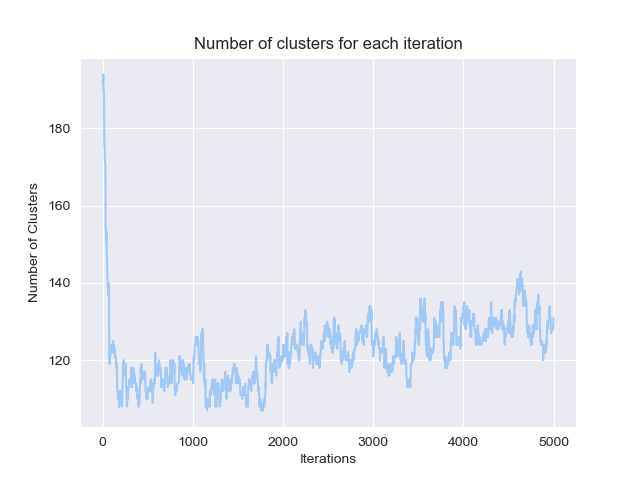 Number of clusters for each iteration
180
160
140
120
Number of Clusters
0 1000 2000 3000 4000 5000
Iterations